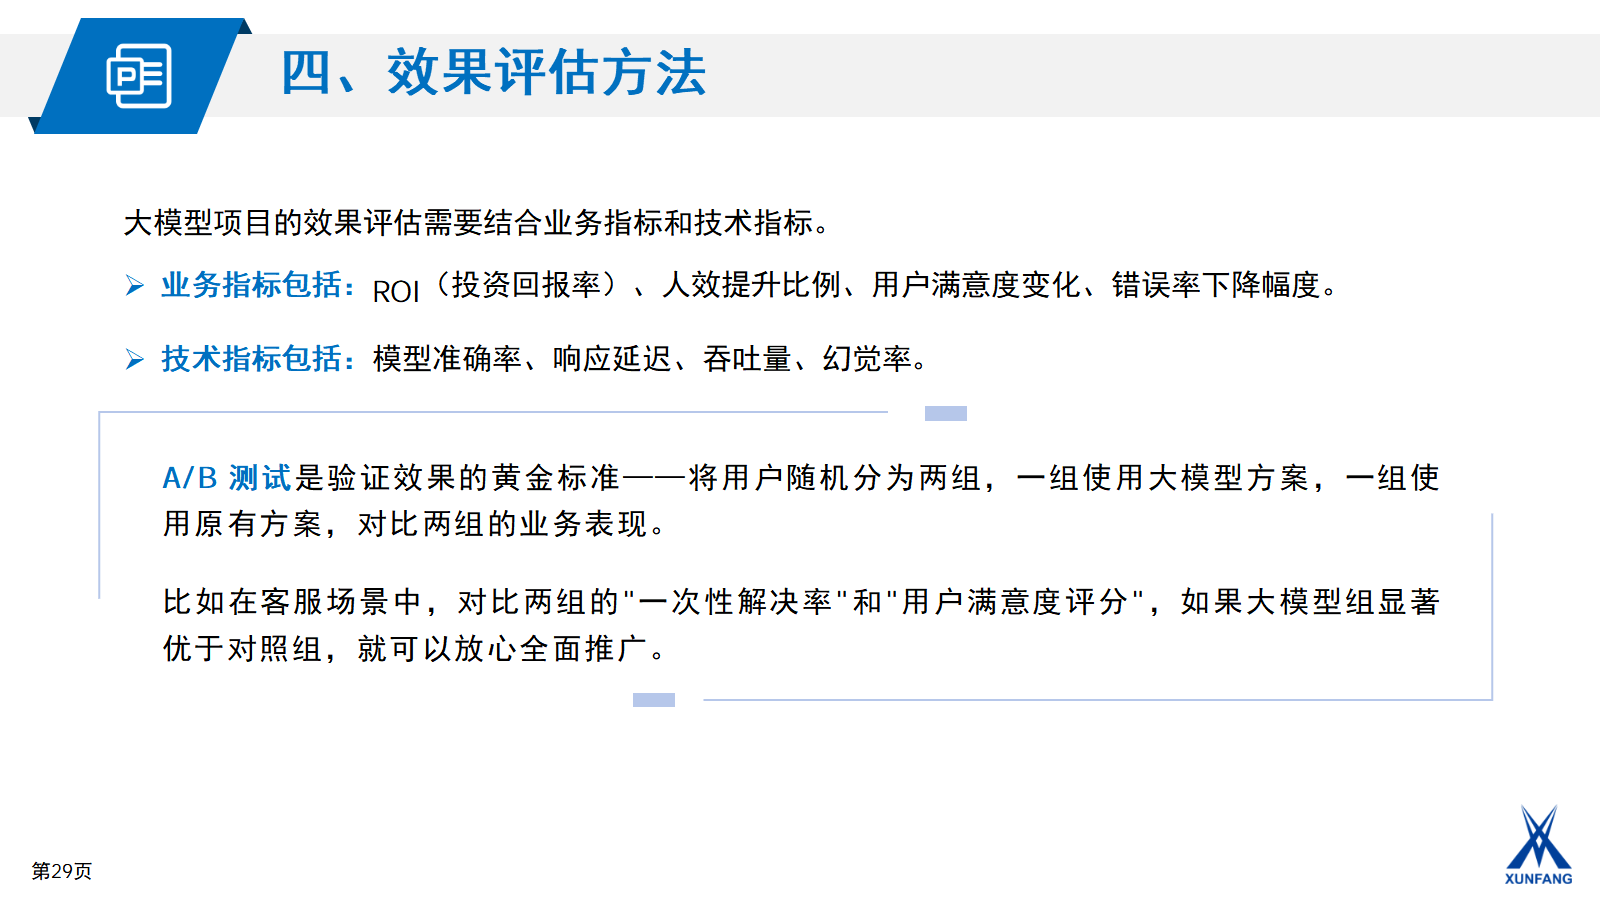 四、效果评估方法
大模型项目的效果评估需要结合业务指标和技术指标。
业务指标包括：ROI（投资回报率）、人效提升比例、用户满意度变化、错误率下降幅度。
技术指标包括：模型准确率、响应延迟、吞吐量、幻觉率。
A/B 测试是验证效果的黄金标准——将用户随机分为两组，一组使用大模型方案，一组使
用原有方案，对比两组的业务表现。
比如在客服场景中，对比两组的"一次性解决率"和"用户满意度评分"，如果大模型组显著
优于对照组，就可以放心全面推广。
第29页
XUNFANG